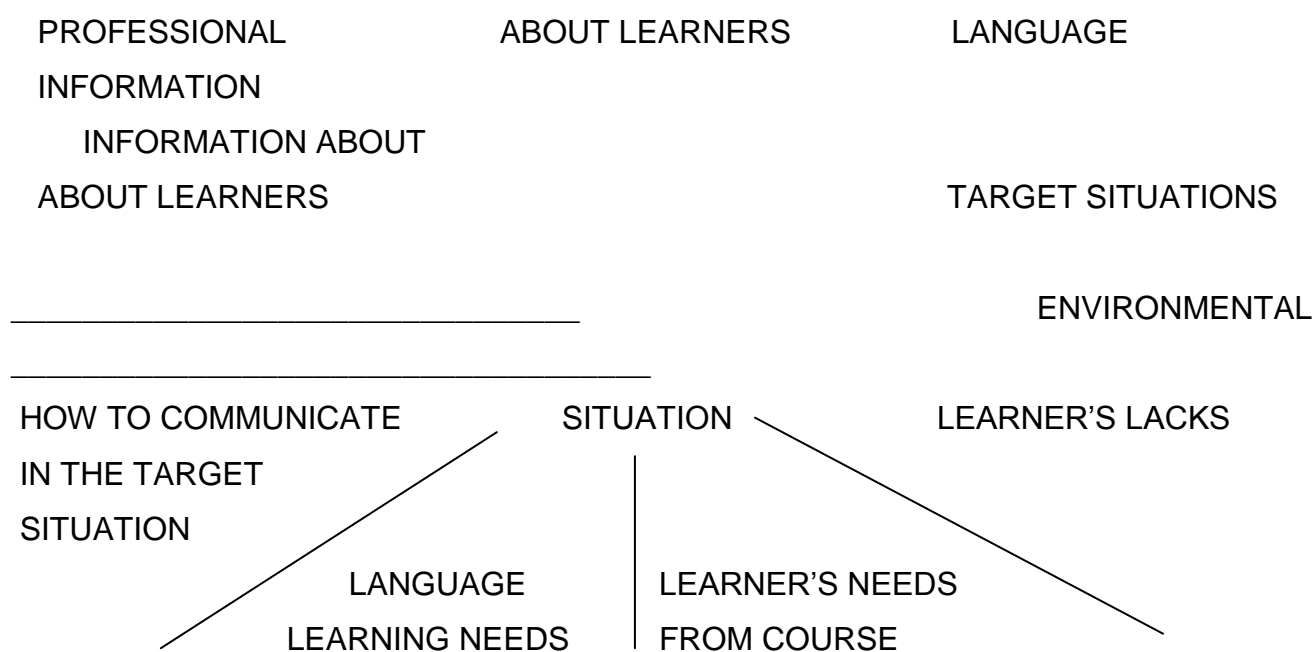 PROFESSIONAL ABOUT LEARNERS LANGUAGE
INFORMATION
INFORMATION ABOUT
ABOUT LEARNERS TARGET SITUATIONS
ENVIRONMENTAL
HOW TO COMMUNICATE SITUATION LEARNER’S LACKS
IN THE TARGET
SITUATION
LANGUAGE LEARNER’S NEEDS
LEARNING NEEDS FROM COURSE